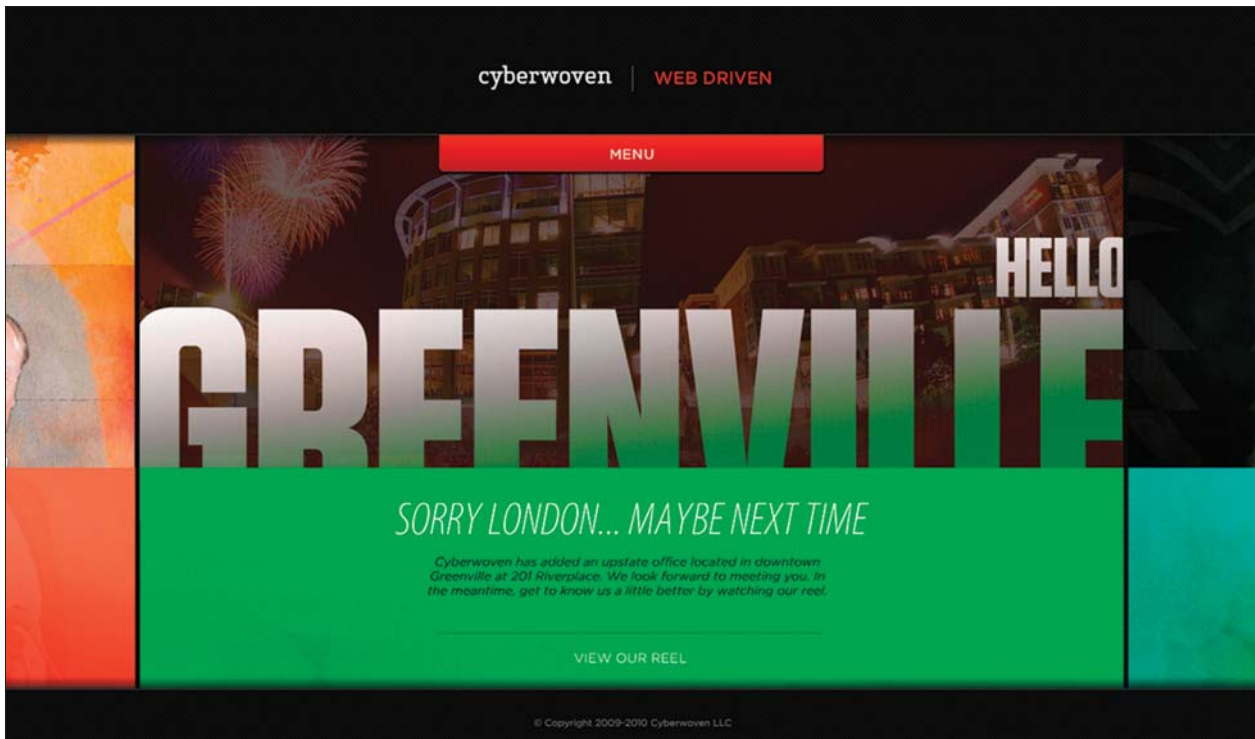 cyberwoven | WEB DRIVEN
MENU
HELLO
GREENVILLE
SORRY LONDON... MAYBE NEXT TIME
Cyberwoven has added an upstate office located in downtown
Greenville at 201 Riverplace. We look forward to meeting you. In
the meantime, get to know us a little better by watching our reel.
VIEW OUR REEL
© Copyright 2009-2010 Cyberwoven LLC